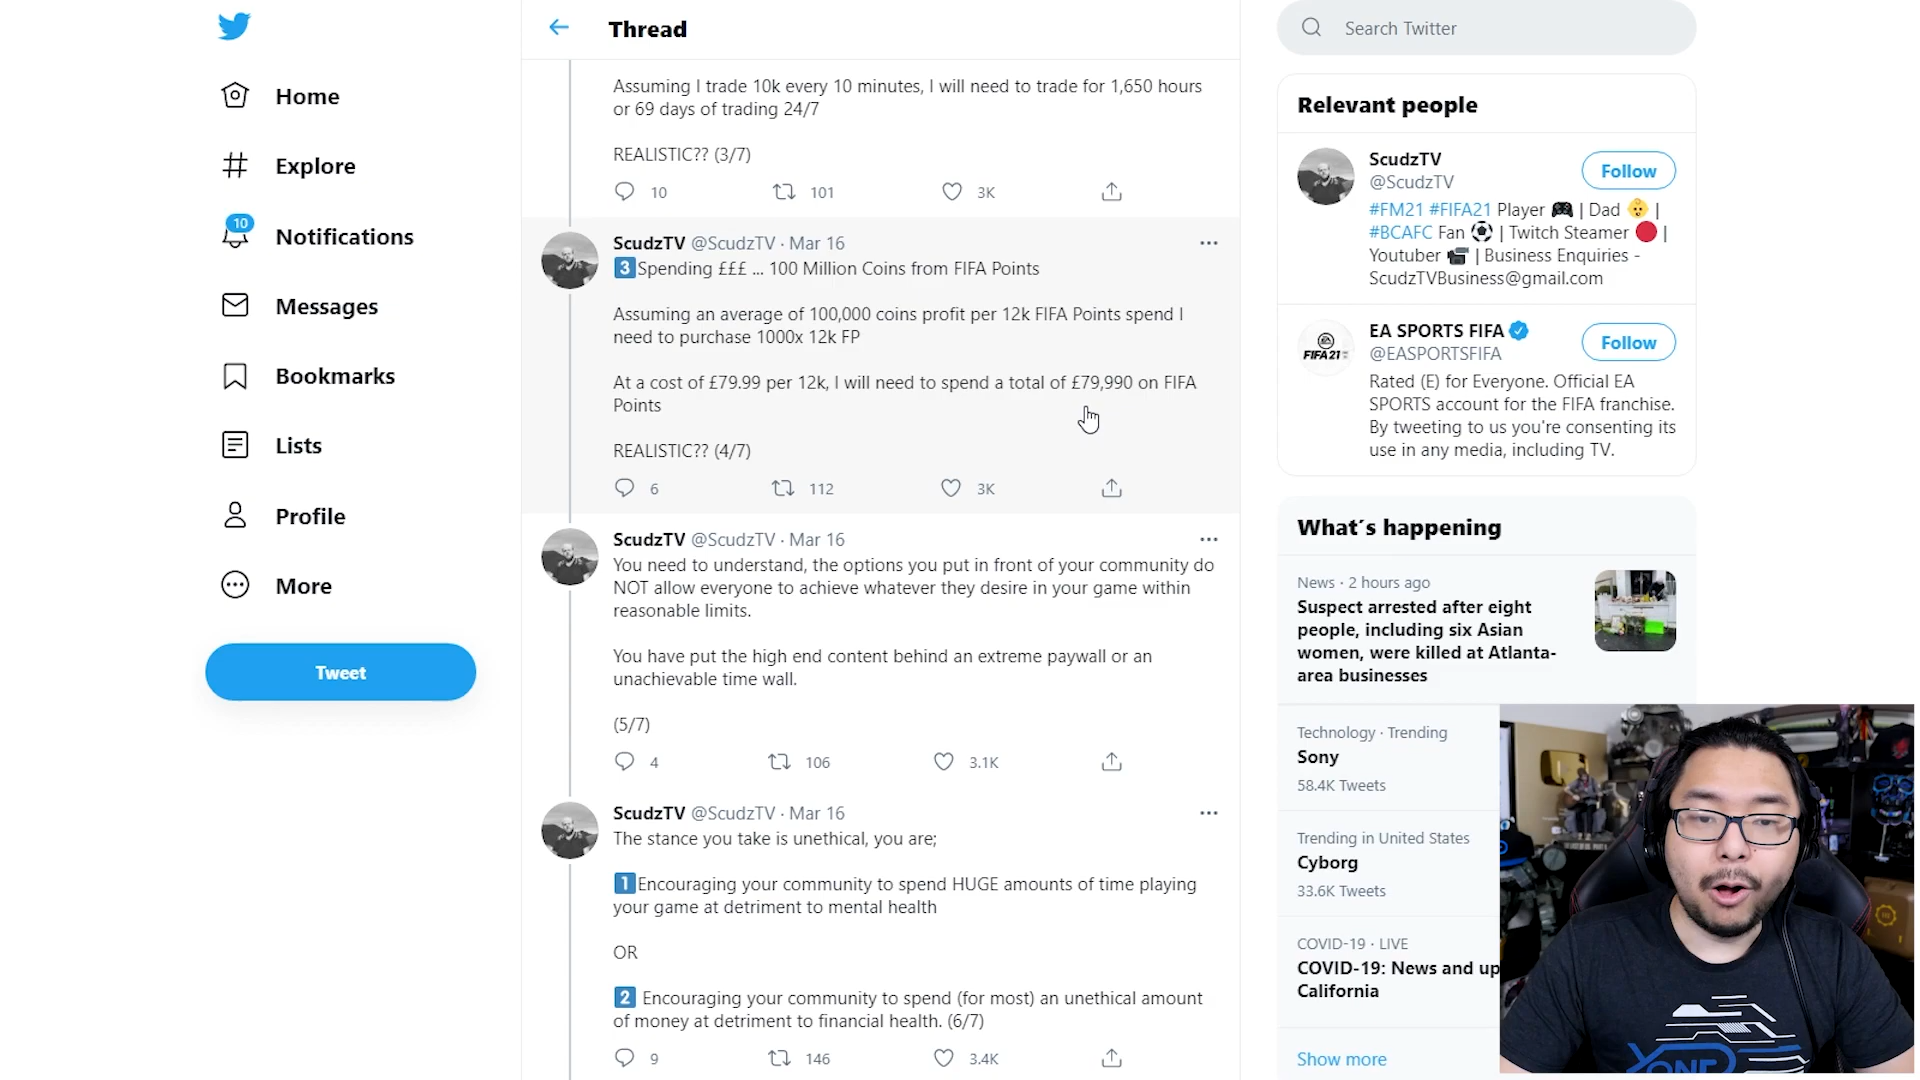 Home
Explore
10
Notifications
Messages
Bookmarks
Lists
Profile
More
Tweet
Thread
Assuming I trade 10k every 10 minutes, I will need to trade for 1,650 hours
or 69 days of trading 24/7
REALISTIC?? (3/7)
10 101 3K
ScudzTV @ScudzTV · Mar 16
3 Spending £££ ... 100 Million Coins from FIFA Points
Assuming an average of 100,000 coins profit per 12k FIFA Points spend I
need to purchase 1000x 12k FP
At a cost of £79.99 per 12k, I will need to spend a total of £79,990 on FIFA
Points
REALISTIC?? (4/7)
6 112 3K
ScudzTV @ScudzTV · Mar 16
You need to understand, the options you put in front of your community do
NOT allow everyone to achieve whatever they desire in your game within
reasonable limits.
You have put the high end content behind an extreme paywall or an
unachievable time wall.
(5/7)
4 106 3.1K
ScudzTV @ScudzTV · Mar 16
The stance you take is unethical, you are;
1 Encouraging your community to spend HUGE amounts of time playing
your game at detriment to mental health
OR
2 Encouraging your community to spend (for most) an unethical amount
of money at detriment to financial health. (6/7)
9 146 3.4K
Search Twitter
Relevant people
ScudzTV
@ScudzTV
Follow
#FM21 #FIFA21 Player | Dad |
#BCAFC Fan | Twitch Steamer |
Youtuber | Business Enquiries -
ScudzTVBusiness@gmail.com
FIFA21
EA SPORTS FIFA
@EASPORTSFIFA
Follow
Rated (E) for Everyone. Official EA
SPORTS account for the FIFA franchise.
By tweeting to us you're consenting its
use in any media, including TV.
What's happening
News · 2 hours ago
Suspect arrested after eight
people, including six Asian
women, were killed at Atlanta-
area businesses
Technology · Trending
Sony
58.4K Tweets
Trending in United States
Cyborg
33.6K Tweets
COVID-19 · LIVE
COVID-19: News and up
California
Show more